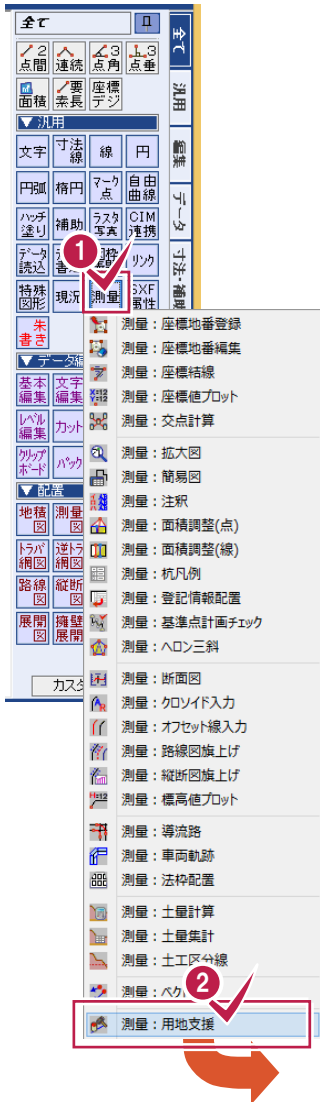 全て
2点間 連続 3点角 3点垂
面積 要素長 座標デジ
▼ 汎用
文字 寸法線 線 円
円弧 楕円 マーク点 自由曲線
ハッチ塗り 補助 ラスタ写真 CIM連携
データ読込 リンク
特殊図形 現況 測量 SXF属性
朱書き
▼ データ編
基本編集 文字編集
レベル編集 カット
クリップボード パック
▼ 配置
地積図 測量図
トラバ網図 逆トラ網図
路線図 縦断図
展開図 擁壁展開
カスタ
全て
汎用
編集
データ
寸法・補助
1
測量：座標地番登録
測量：座標地番編集
測量：座標結線
測量：座標値プロット
測量：交点計算
測量：拡大図
測量：簡易図
測量：注釈
測量：面積調整(点)
測量：面積調整(線)
測量：杭凡例
測量：登記情報配置
測量：基準点計画チェック
測量：ヘロン三斜
測量：断面図
測量：クロソイド入力
測量：オフセット線入力
測量：路線図旗上げ
測量：縦断図旗上げ
測量：標高値プロット
測量：導流路
測量：車両軌跡
測量：法枠配置
測量：土量計算
測量：土量集計
測量：土工区分線
測量：ベク
2
測量：用地支援